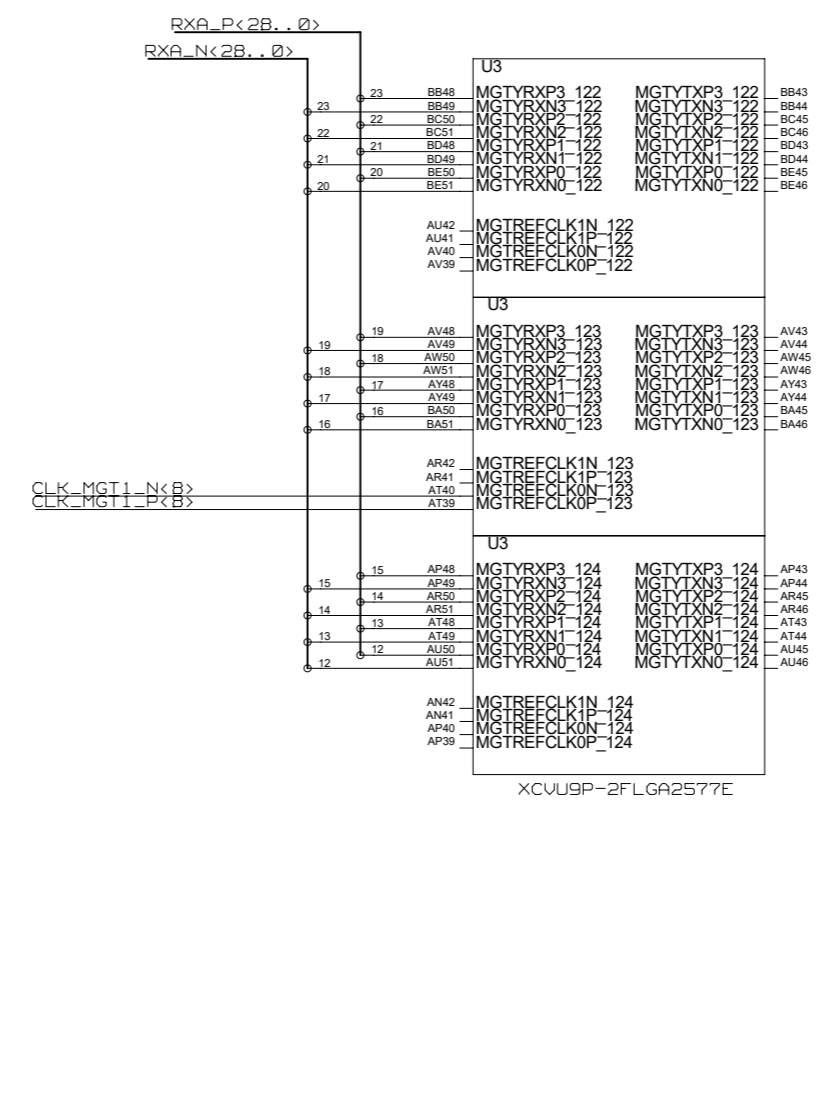 RXA_P<28..0>
RXA_N<28..0>
U3
23 BB48 MGTYRXP3_122 MGTYTXP3_122 BB43
23 BB49 MGTYRXN3_122 MGTYTXN3_122 BB44
22 BC50 MGTYRXP2_122 MGTYTXP2_122 BC45
22 BC51 MGTYRXN2_122 MGTYTXN2_122 BC46
21 BD48 MGTYRXP1_122 MGTYTXP1_122 BD43
21 BD49 MGTYRXN1_122 MGTYTXN1_122 BD44
20 BE50 MGTYRXP0_122 MGTYTXP0_122 BE45
20 BE51 MGTYRXN0_122 MGTYTXN0_122 BE46
AU42 MGTREFCLK1N_122
AU41 MGTREFCLK1P_122
AV40 MGTREFCLK0N_122
AV39 MGTREFCLK0P_122
U3
19 AV48 MGTYRXP3_123 MGTYTXP3_123 AV43
19 AV49 MGTYRXN3_123 MGTYTXN3_123 AV44
18 AW50 MGTYRXP2_123 MGTYTXP2_123 AW45
18 AW51 MGTYRXN2_123 MGTYTXN2_123 AW46
17 AY48 MGTYRXP1_123 MGTYTXP1_123 AY43
17 AY49 MGTYRXN1_123 MGTYTXN1_123 AY44
16 BA50 MGTYRXP0_123 MGTYTXP0_123 BA45
16 BA51 MGTYRXN0_123 MGTYTXN0_123 BA46
AR42 MGTREFCLK1N_123
AR41 MGTREFCLK1P_123
CLK_MGT1_N<8> AT40 MGTREFCLK0N_123
CLK_MGT1_P<8> AT39 MGTREFCLK0P_123
U3
15 AP48 MGTYRXP3_124 MGTYTXP3_124 AP43
15 AP49 MGTYRXN3_124 MGTYTXN3_124 AP44
14 AR50 MGTYRXP2_124 MGTYTXP2_124 AR45
14 AR51 MGTYRXN2_124 MGTYTXN2_124 AR46
13 AT48 MGTYRXP1_124 MGTYTXP1_124 AT43
13 AT49 MGTYRXN1_124 MGTYTXN1_124 AT44
12 AU50 MGTYRXP0_124 MGTYTXP0_124 AU45
12 AU51 MGTYRXN0_124 MGTYTXN0_124 AU46
AN42 MGTREFCLK1N_124
AN41 MGTREFCLK1P_124
AP40 MGTREFCLK0N_124
AP39 MGTREFCLK0P_124
XCVU9P-2FLGA2577E